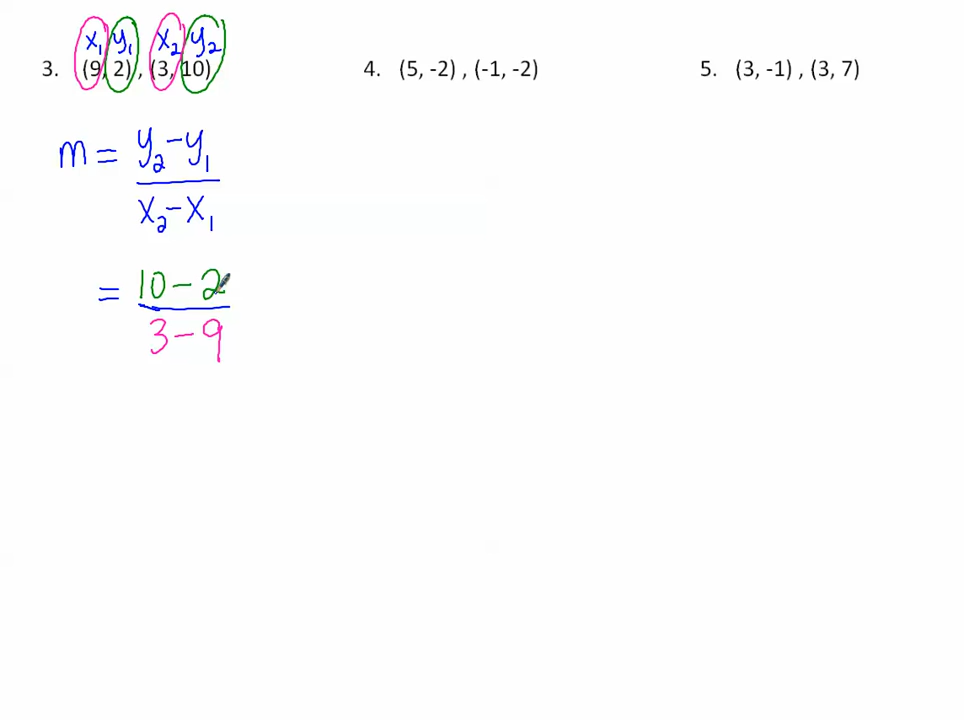 x₁ y₁ x₂ y₂
3. (9, 2) , (3, 10) 4. (5, -2) , (-1, -2) 5. (3, -1) , (3, 7)
m = y₂ - y₁
x₂ - x₁
= 10 - 2
3 - 9